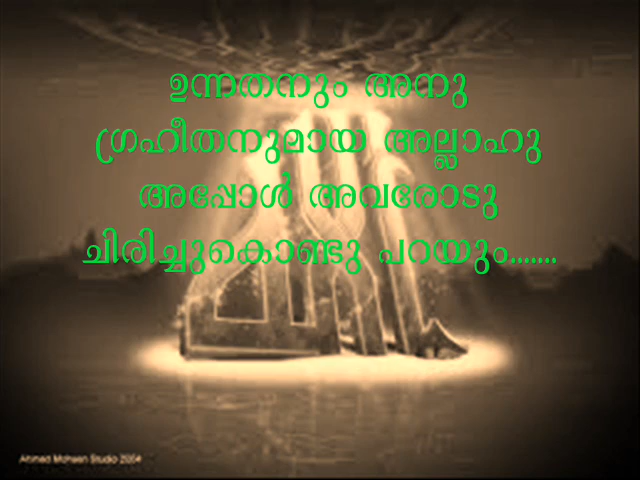 ഉന്നതനും അനു
ഗ്രഹീതനുമായ അല്ലാഹു
അപ്പോൾ അവരോടു
ചിരിച്ചുകൊണ്ടു പറയും.......
Ahmed Mohsen Studio 2004